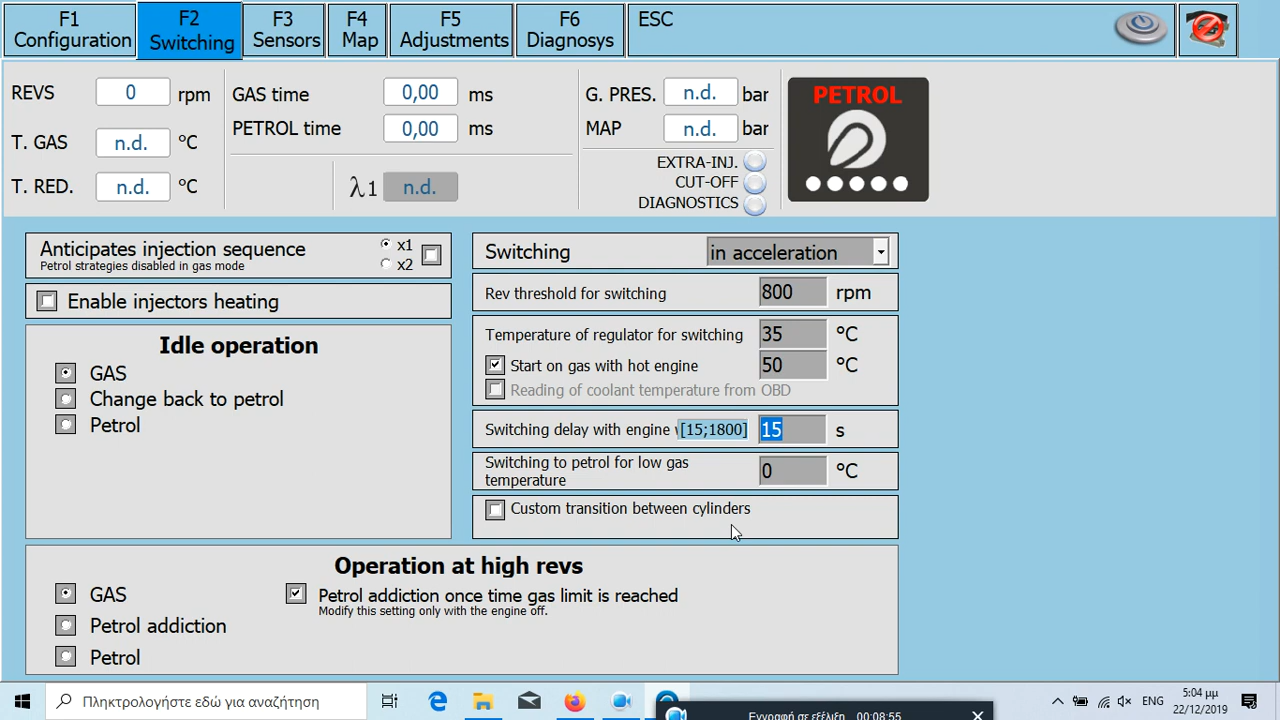 F1 Configuration
F2 Switching
F3 Sensors
F4 Map
F5 Adjustments
F6 Diagnosys
ESC
REVS 0 rpm
T. GAS n.d. °C
T. RED. n.d. °C
GAS time 0,00 ms
PETROL time 0,00 ms
λ1 n.d.
G. PRES. n.d. bar
MAP n.d. bar
EXTRA-INJ.
CUT-OFF
DIAGNOSTICS
PETROL
Anticipates injection sequence
Petrol strategies disabled in gas mode
x1
x2
Enable injectors heating
Idle operation
GAS
Change back to petrol
Petrol
Switching in acceleration
Rev threshold for switching 800 rpm
Temperature of regulator for switching 35 °C
Start on gas with hot engine 50 °C
Reading of coolant temperature from OBD
Switching delay with engine [15;1800] 15 s
Switching to petrol for low gas
temperature 0 °C
Custom transition between cylinders
Operation at high revs
GAS
Petrol addiction
Petrol
Petrol addiction once time gas limit is reached
Modify this setting only with the engine off.
Πληκτρολογήστε εδώ για αναζήτηση
ENG
5:04 μμ
22/12/2019
Εγγραφή σε εξέλιξη 00:08:55